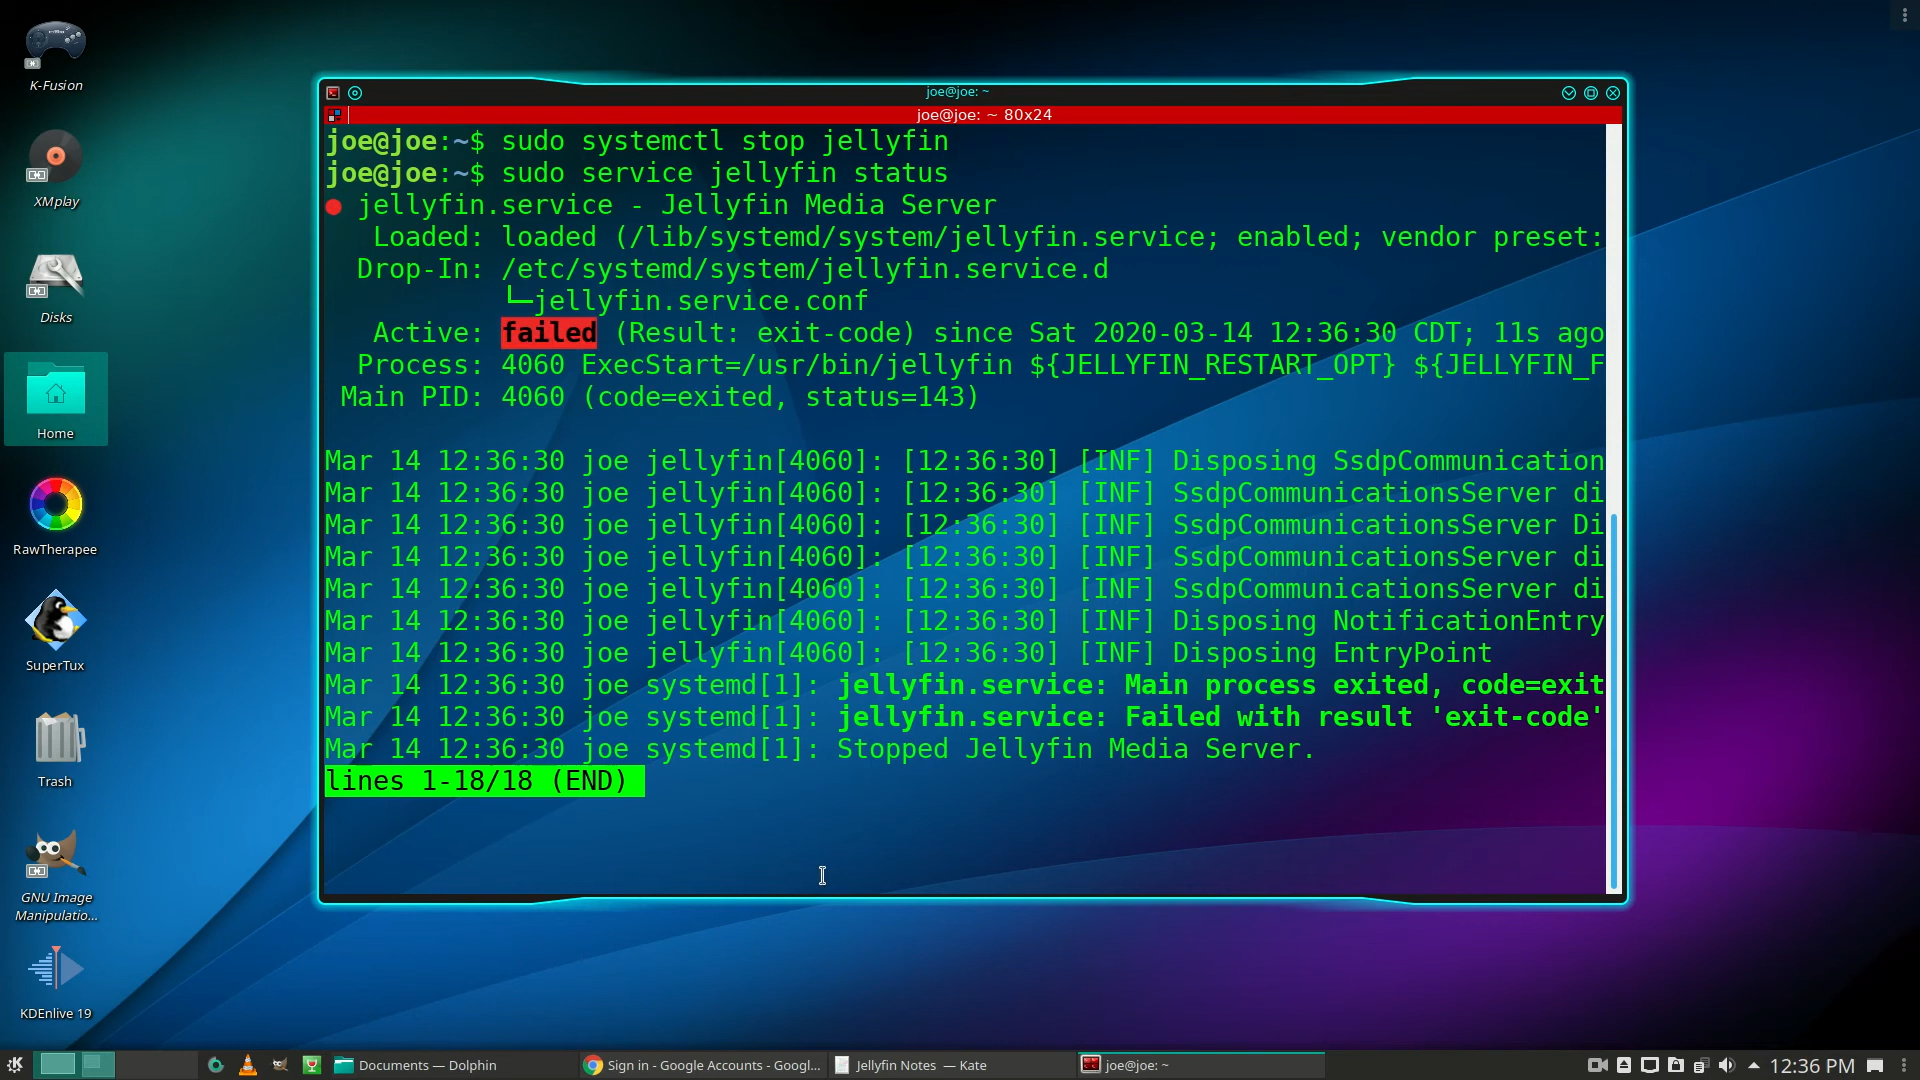 K-Fusion
XMplay
Disks
Home
RawTherapee
SuperTux
Trash
GNU Image
Manipulatio...
KDEnlive 19
joe@joe: ~
joe@joe: ~ 80x24
joe@joe:~$ sudo systemctl stop jellyfin
joe@joe:~$ sudo service jellyfin status
● jellyfin.service - Jellyfin Media Server
Loaded: loaded (/lib/systemd/system/jellyfin.service; enabled; vendor preset:
Drop-In: /etc/systemd/system/jellyfin.service.d
└─jellyfin.service.conf
Active: failed (Result: exit-code) since Sat 2020-03-14 12:36:30 CDT; 11s ago
Process: 4060 ExecStart=/usr/bin/jellyfin ${JELLYFIN_RESTART_OPT} ${JELLYFIN_F
Main PID: 4060 (code=exited, status=143)
Mar 14 12:36:30 joe jellyfin[4060]: [12:36:30] [INF] Disposing SsdpCommunication
Mar 14 12:36:30 joe jellyfin[4060]: [12:36:30] [INF] SsdpCommunicationsServer di
Mar 14 12:36:30 joe jellyfin[4060]: [12:36:30] [INF] SsdpCommunicationsServer Di
Mar 14 12:36:30 joe jellyfin[4060]: [12:36:30] [INF] SsdpCommunicationsServer di
Mar 14 12:36:30 joe jellyfin[4060]: [12:36:30] [INF] SsdpCommunicationsServer di
Mar 14 12:36:30 joe jellyfin[4060]: [12:36:30] [INF] Disposing NotificationEntry
Mar 14 12:36:30 joe jellyfin[4060]: [12:36:30] [INF] Disposing EntryPoint
Mar 14 12:36:30 joe systemd[1]: jellyfin.service: Main process exited, code=exit
Mar 14 12:36:30 joe systemd[1]: jellyfin.service: Failed with result 'exit-code'
Mar 14 12:36:30 joe systemd[1]: Stopped Jellyfin Media Server.
lines 1-18/18 (END)
Documents — Dolphin
Sign in - Google Accounts - Googl...
Jellyfin Notes — Kate
joe@joe: ~
12:36 PM